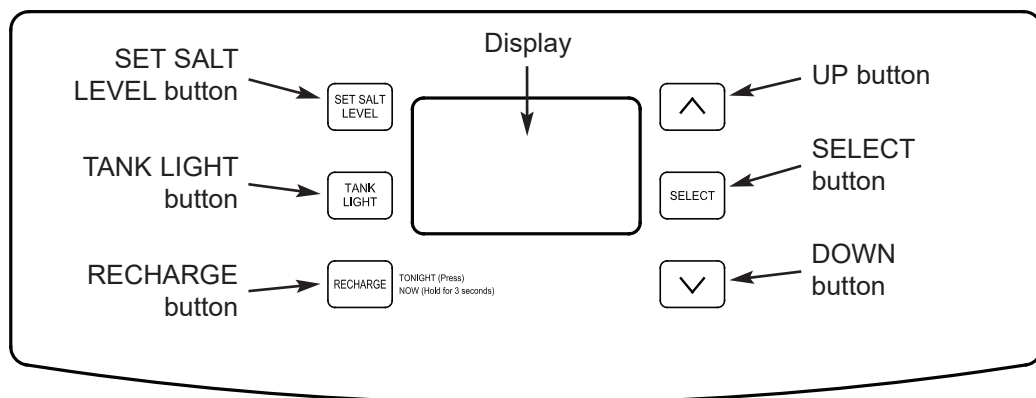 Display
SET SALT
LEVEL button
SET SALT
LEVEL
UP button
TANK LIGHT
button
TANK
LIGHT
SELECT
SELECT
button
RECHARGE
button
RECHARGE
TONIGHT (Press)
NOW (Hold for 3 seconds)
DOWN
button